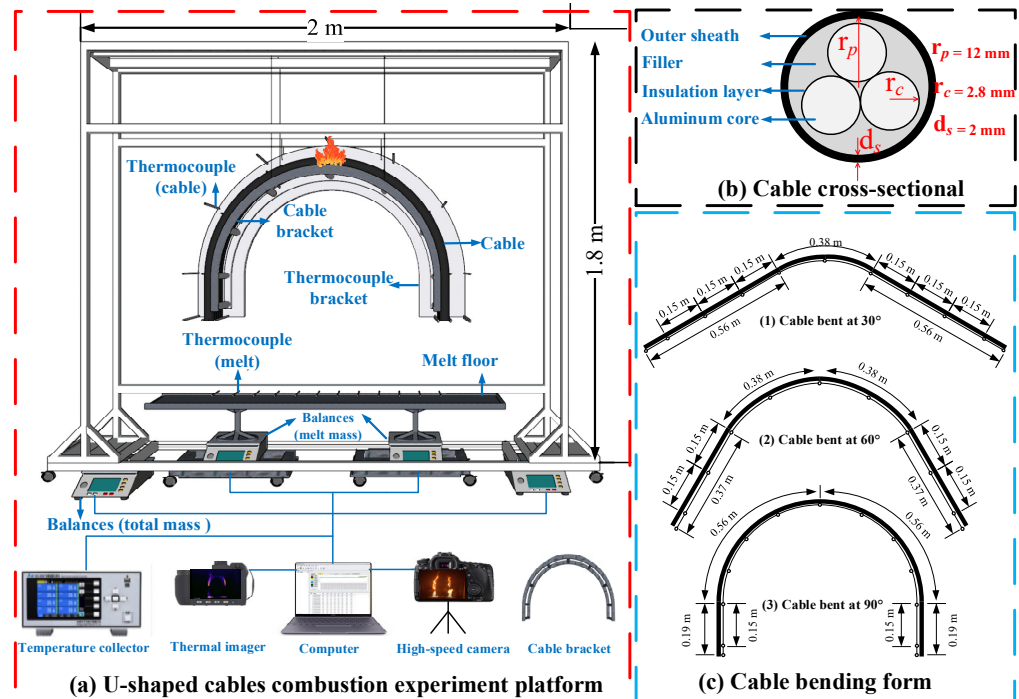 2 m
1.8 m
Thermocouple
(cable)
Cable
bracket
Cable
Thermocouple
bracket
Thermocouple
(melt)
Melt floor
Balances
(melt mass)
Balances (total mass )
Temperature collector
Thermal imager
Computer
High-speed camera
Cable bracket
(a) U-shaped cables combustion experiment platform
Outer sheath
Filler
Insulation layer
Aluminum core
r_p
r_c
d_s
r_p = 12 mm
r_c = 2.8 mm
d_s = 2 mm
(b) Cable cross-sectional
0.38 m
0.15 m
0.15 m
0.15 m
0.15 m
0.15 m
0.15 m
0.56 m
0.56 m
(1) Cable bent at 30°
0.38 m
0.38 m
0.15 m
0.15 m
0.15 m
0.15 m
0.37 m
0.37 m
(2) Cable bent at 60°
0.56 m
0.56 m
0.19 m
0.15 m
0.15 m
0.19 m
(3) Cable bent at 90°
(c) Cable bending form